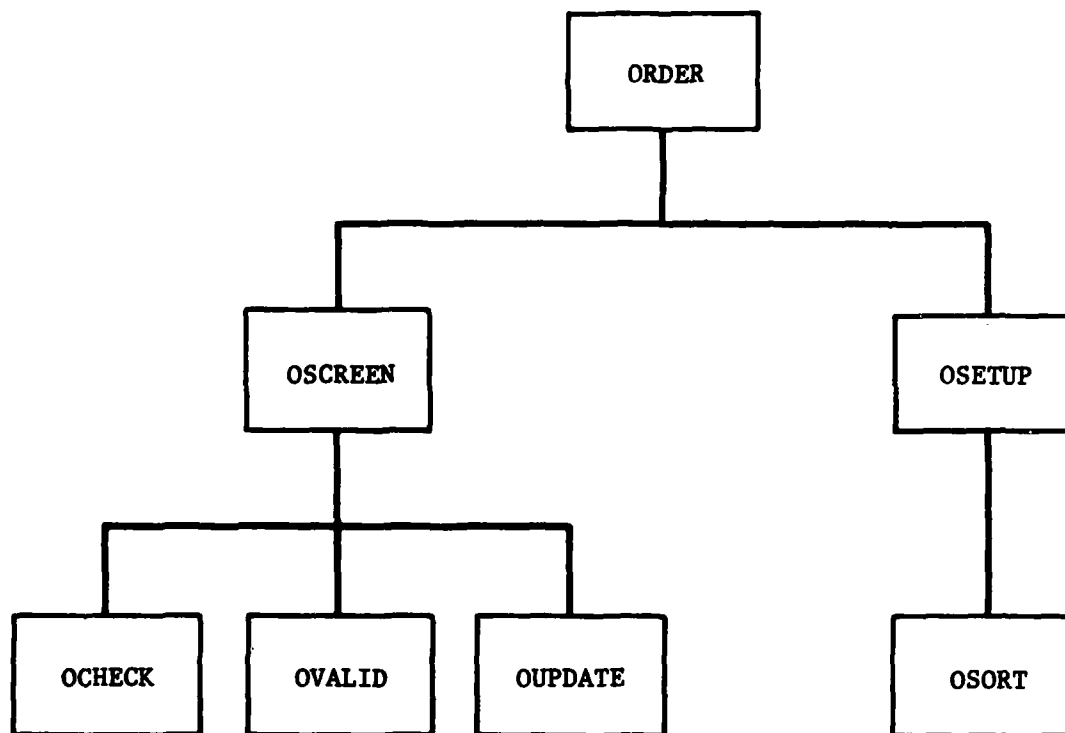 ORDER
OSCREEN
OSETUP
OCHECK
OVALID
OUPDATE
OSORT